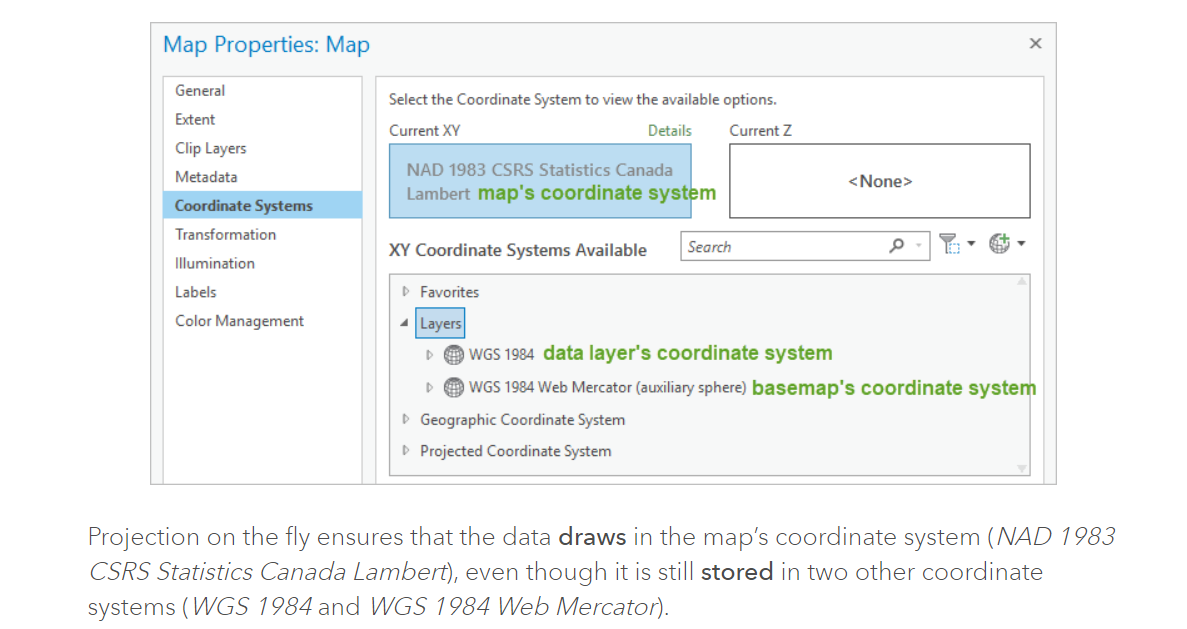 Map Properties: Map
General
Extent
Clip Layers
Metadata
Coordinate Systems
Transformation
Illumination
Labels
Color Management
Select the Coordinate System to view the available options.
Current XY
Details
Current Z
NAD 1983 CSRS Statistics Canada
Lambert map's coordinate system
<None>
XY Coordinate Systems Available
Search
Favorites
Layers
WGS 1984 data layer's coordinate system
WGS 1984 Web Mercator (auxiliary sphere) basemap's coordinate system
Geographic Coordinate System
Projected Coordinate System
Projection on the fly ensures that the data draws in the map’s coordinate system (NAD 1983
CSRS Statistics Canada Lambert), even though it is still stored in two other coordinate
systems (WGS 1984 and WGS 1984 Web Mercator).